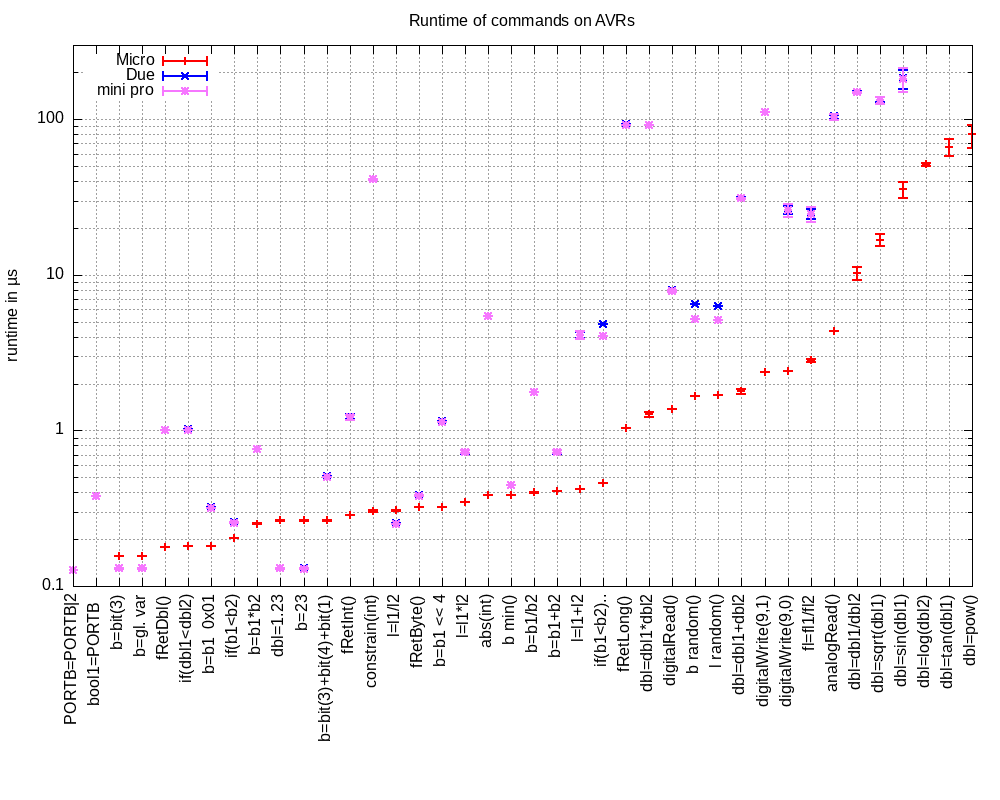 Runtime of commands on AVRs
Micro
Due
mini pro
runtime in µs
100
10
1
0.1
PORTB=PORTB|2
bool1=PORTB
b=bit(3)
b=gl. var
fRetDbl()
if(dbl1<dbl2)
b=b1  0x01
if(b1<b2)
b=b1*b2
dbl=1.23
b=23
b=bit(3)+bit(4)+bit(1)
fRetInt()
constrain(int)
l=l1/l2
fRetByte()
b=b1 << 4
l=l1*l2
abs(int)
b min()
b=b1/b2
b=b1+b2
l=l1+l2
if(b1<b2)..
fRetLong()
dbl=dbl1*dbl2
digitalRead()
b random()
l random()
dbl=dbl1+dbl2
digitalWrite(9,1)
digitalWrite(9,0)
fl=fl1/fl2
analogRead()
dbl=dbl1/dbl2
dbl=sqrt(dbl1)
dbl=sin(dbl1)
dbl=log(dbl2)
dbl=tan(dbl1)
dbl=pow()